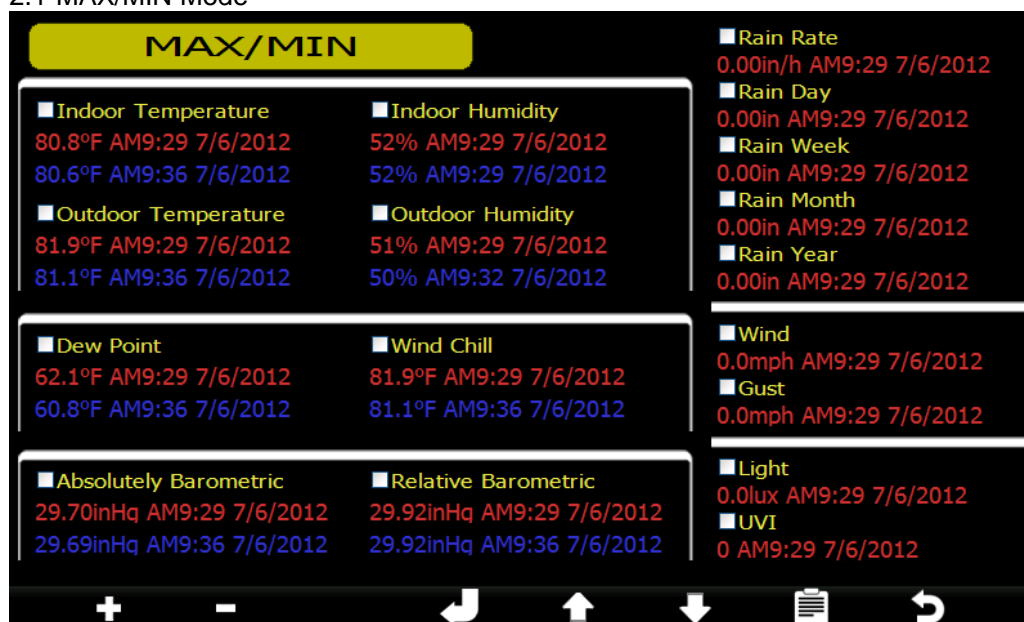 2.1 MAX/MIN Mode
MAX/MIN
Indoor Temperature
80.8ºF AM9:29 7/6/2012
80.6ºF AM9:36 7/6/2012
Indoor Humidity
52% AM9:29 7/6/2012
52% AM9:29 7/6/2012
Outdoor Temperature
81.9ºF AM9:29 7/6/2012
81.1ºF AM9:36 7/6/2012
Outdoor Humidity
51% AM9:29 7/6/2012
50% AM9:32 7/6/2012
Dew Point
62.1ºF AM9:29 7/6/2012
60.8ºF AM9:36 7/6/2012
Wind Chill
81.9ºF AM9:29 7/6/2012
81.1ºF AM9:36 7/6/2012
Absolutely Barometric
29.70inHg AM9:29 7/6/2012
29.69inHg AM9:36 7/6/2012
Relative Barometric
29.92inHg AM9:29 7/6/2012
29.92inHg AM9:36 7/6/2012
Rain Rate
0.00in/h AM9:29 7/6/2012
Rain Day
0.00in AM9:29 7/6/2012
Rain Week
0.00in AM9:29 7/6/2012
Rain Month
0.00in AM9:29 7/6/2012
Rain Year
0.00in AM9:29 7/6/2012
Wind
0.0mph AM9:29 7/6/2012
Gust
0.0mph AM9:29 7/6/2012
Light
0.0lux AM9:29 7/6/2012
UVI
0 AM9:29 7/6/2012